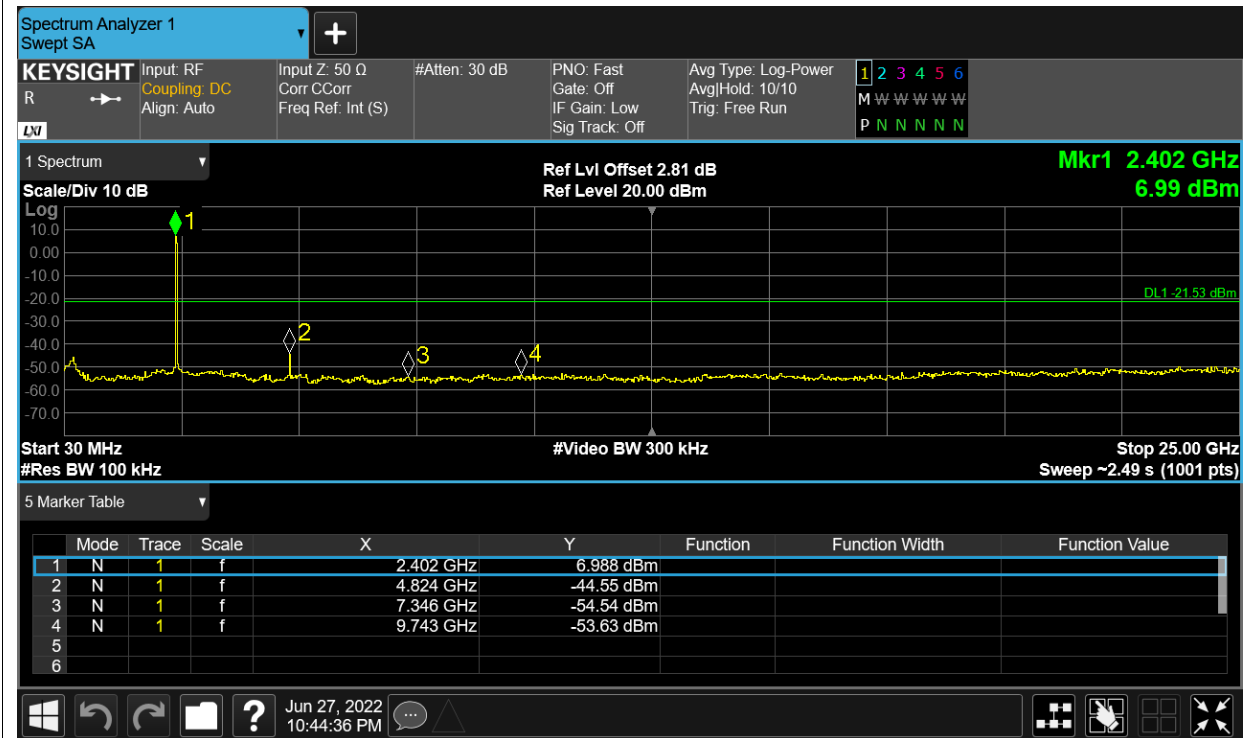 Spectrum Analyzer 1
Swept SA
KEYSIGHT
R
LXI
Input: RF
Coupling: DC
Align: Auto
Input Z: 50 Ω
Corr CCorr
Freq Ref: Int (S)
#Atten: 30 dB
PNO: Fast
Gate: Off
IF Gain: Low
Sig Track: Off
Avg Type: Log-Power
Avg|Hold: 10/10
Trig: Free Run
1 2 3 4 5 6
M W W W W W
P N N N N N
1 Spectrum
Scale/Div 10 dB
Ref Lvl Offset 2.81 dB
Ref Level 20.00 dBm
Mkr1 2.402 GHz
6.99 dBm
Log
10.0
0.00
-10.0
-20.0
-30.0
-40.0
-50.0
-60.0
-70.0
1
2
3
4
DL1 -21.53 dBm
Start 30 MHz
#Video BW 300 kHz
Stop 25.00 GHz
#Res BW 100 kHz
Sweep ~2.49 s (1001 pts)
5 Marker Table
Mode Trace Scale X Y Function Function Width Function Value
1 N 1 f 2.402 GHz 6.988 dBm
2 N 1 f 4.824 GHz -44.55 dBm
3 N 1 f 7.346 GHz -54.54 dBm
4 N 1 f 9.743 GHz -53.63 dBm
5
6
?
Jun 27, 2022
10:44:36 PM